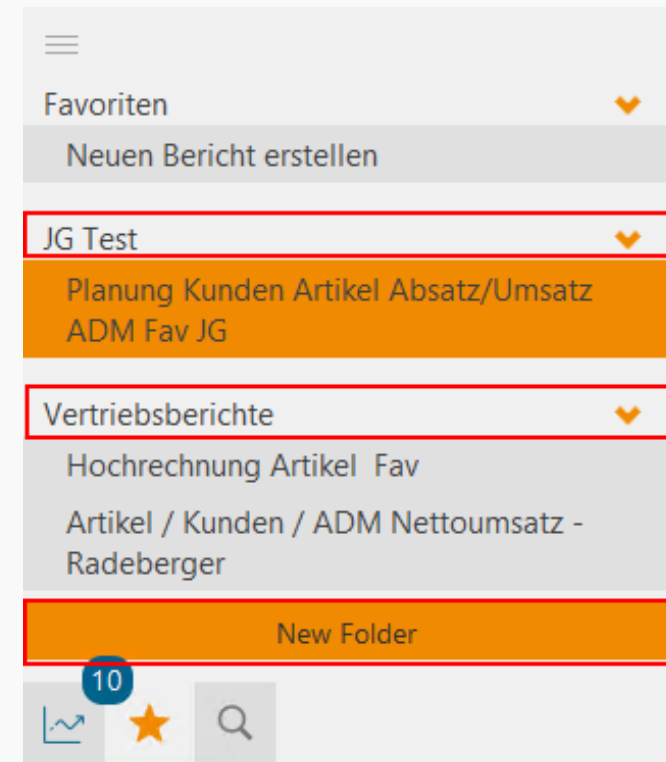 Favoriten
Neuen Bericht erstellen
JG Test
Planung Kunden Artikel Absatz/Umsatz
ADM Fav JG
Vertriebsberichte
Hochrechnung Artikel  Fav
Artikel / Kunden / ADM Nettoumsatz -
Radeberger
New Folder
10